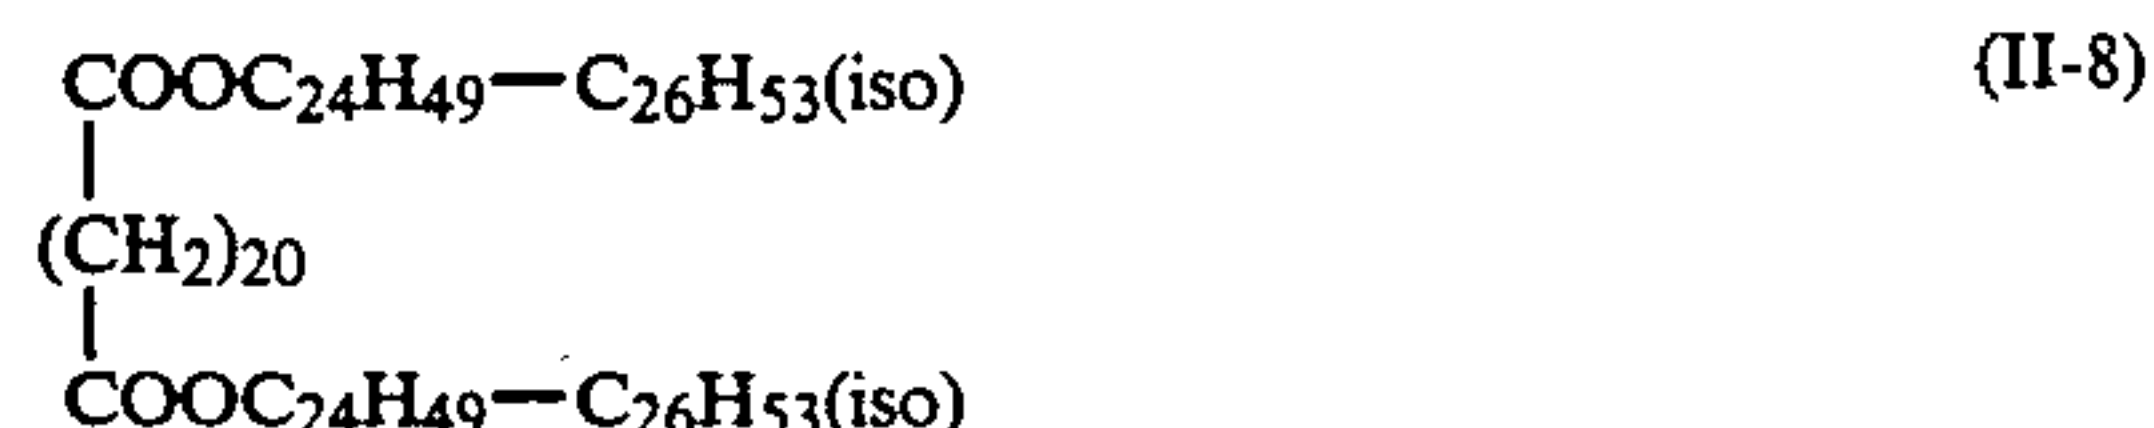 COOC₂₄H₄₉—C₂₆H₅₃(iso) (II-8)
(CH₂)₂₀
COOC₂₄H₄₉—C₂₆H₅₃(iso)